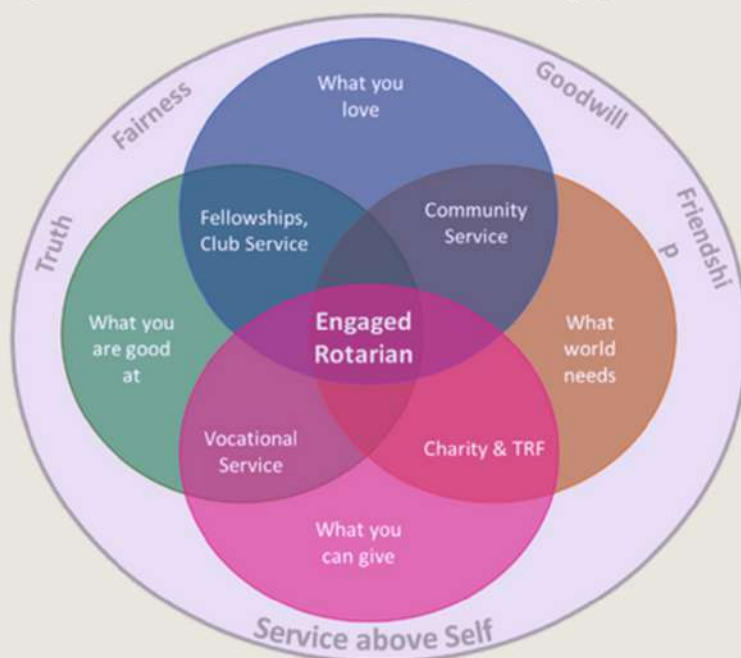 Truth
Fairness
Goodwill
Friendshi
p
What you
love
Fellowships,
Club Service
Community
Service
What you
are good
at
Engaged
Rotarian
What
world
needs
Vocational
Service
Charity & TRF
What you
can give
Service above Self